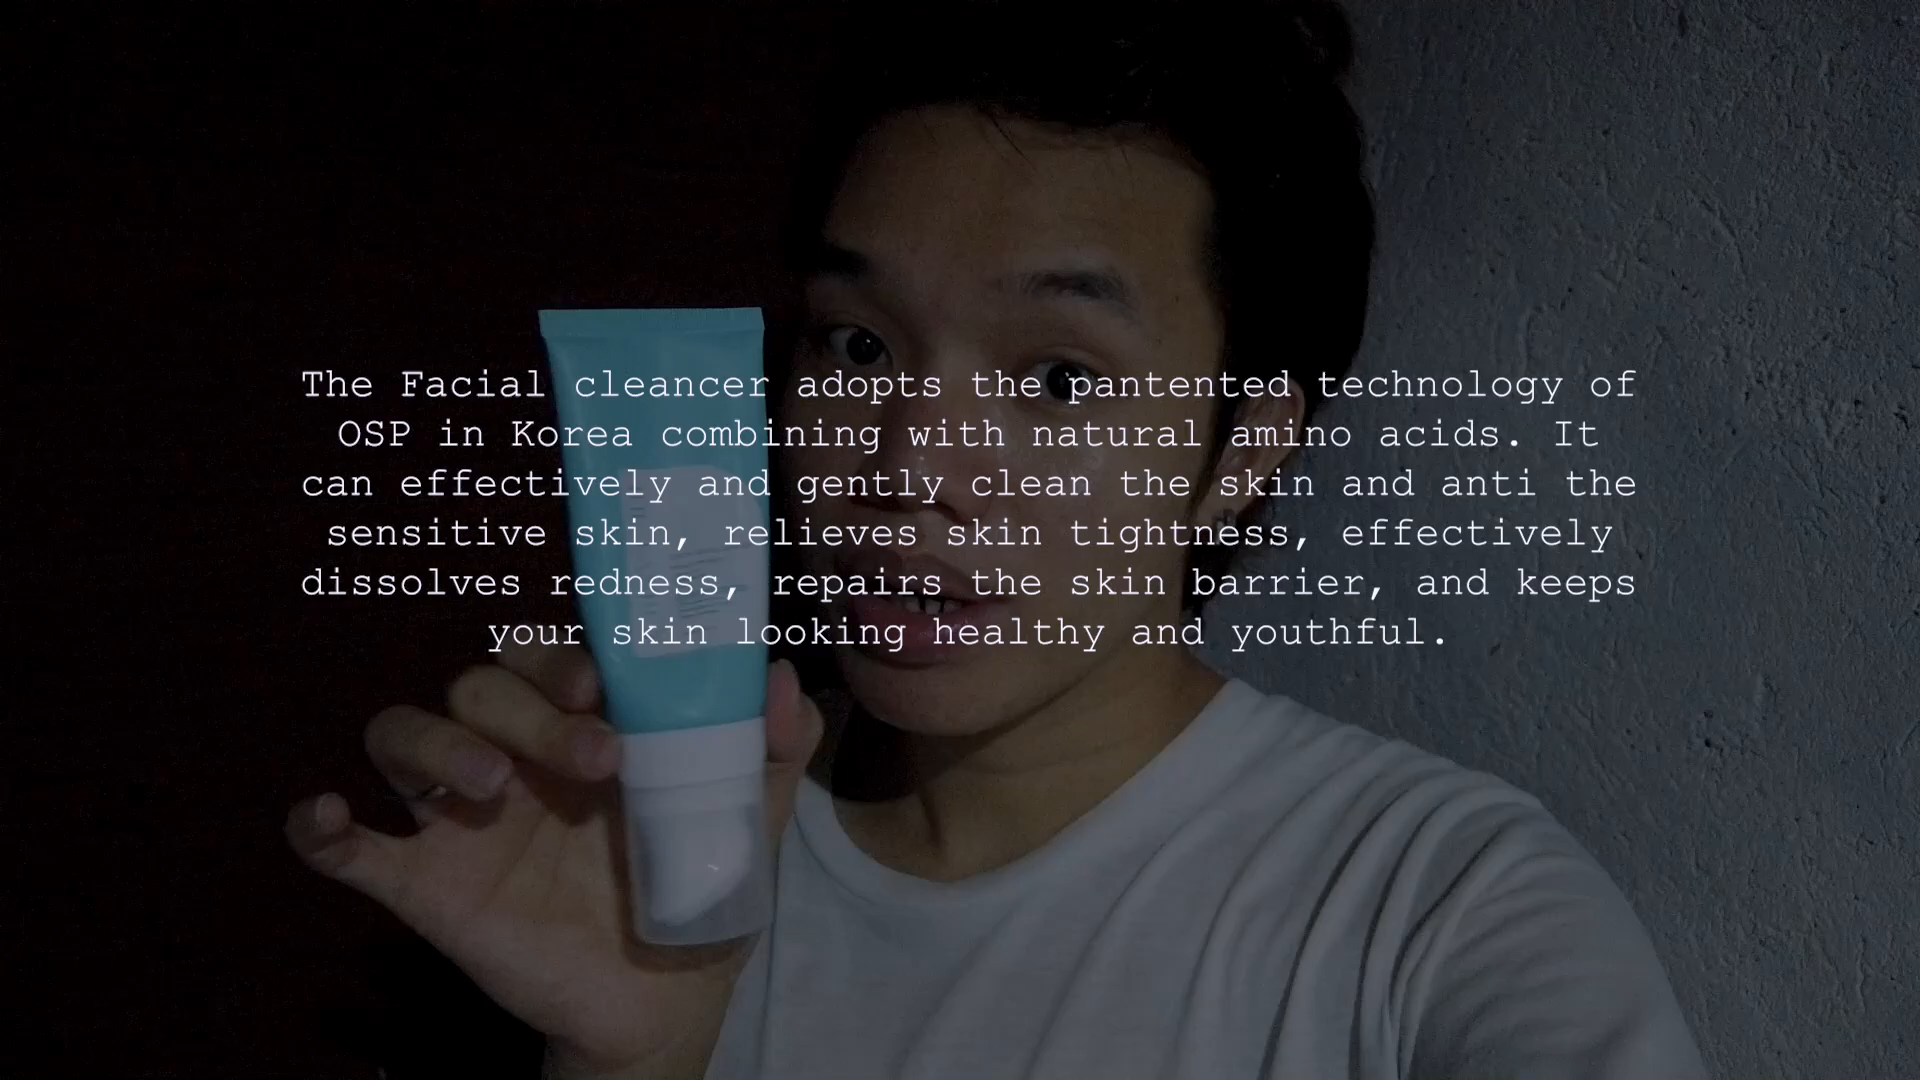 The Facial cleancer adopts the pantented technology of
OSP in Korea combining with natural amino acids. It
can effectively and gently clean the skin and anti the
sensitive skin, relieves skin tightness, effectively
dissolves redness, repairs the skin barrier, and keeps
your skin looking healthy and youthful.